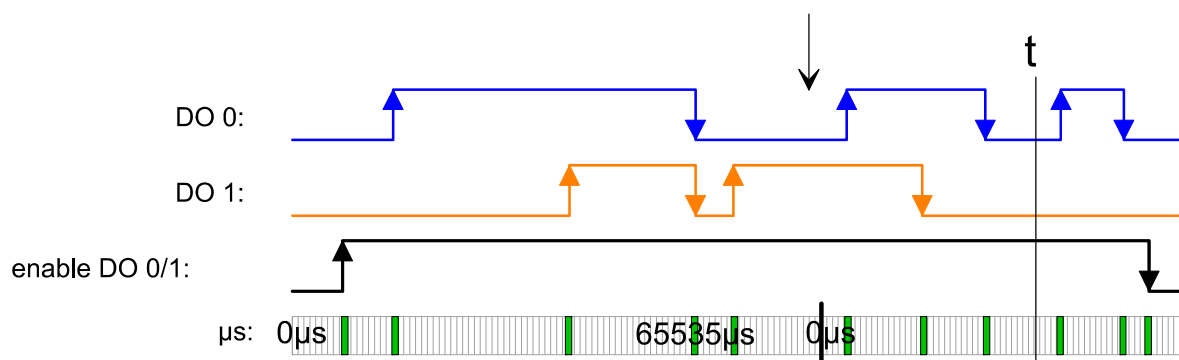 t
DO 0:
DO 1:
enable DO 0/1:
µs: 0µs 65535µs 0µs